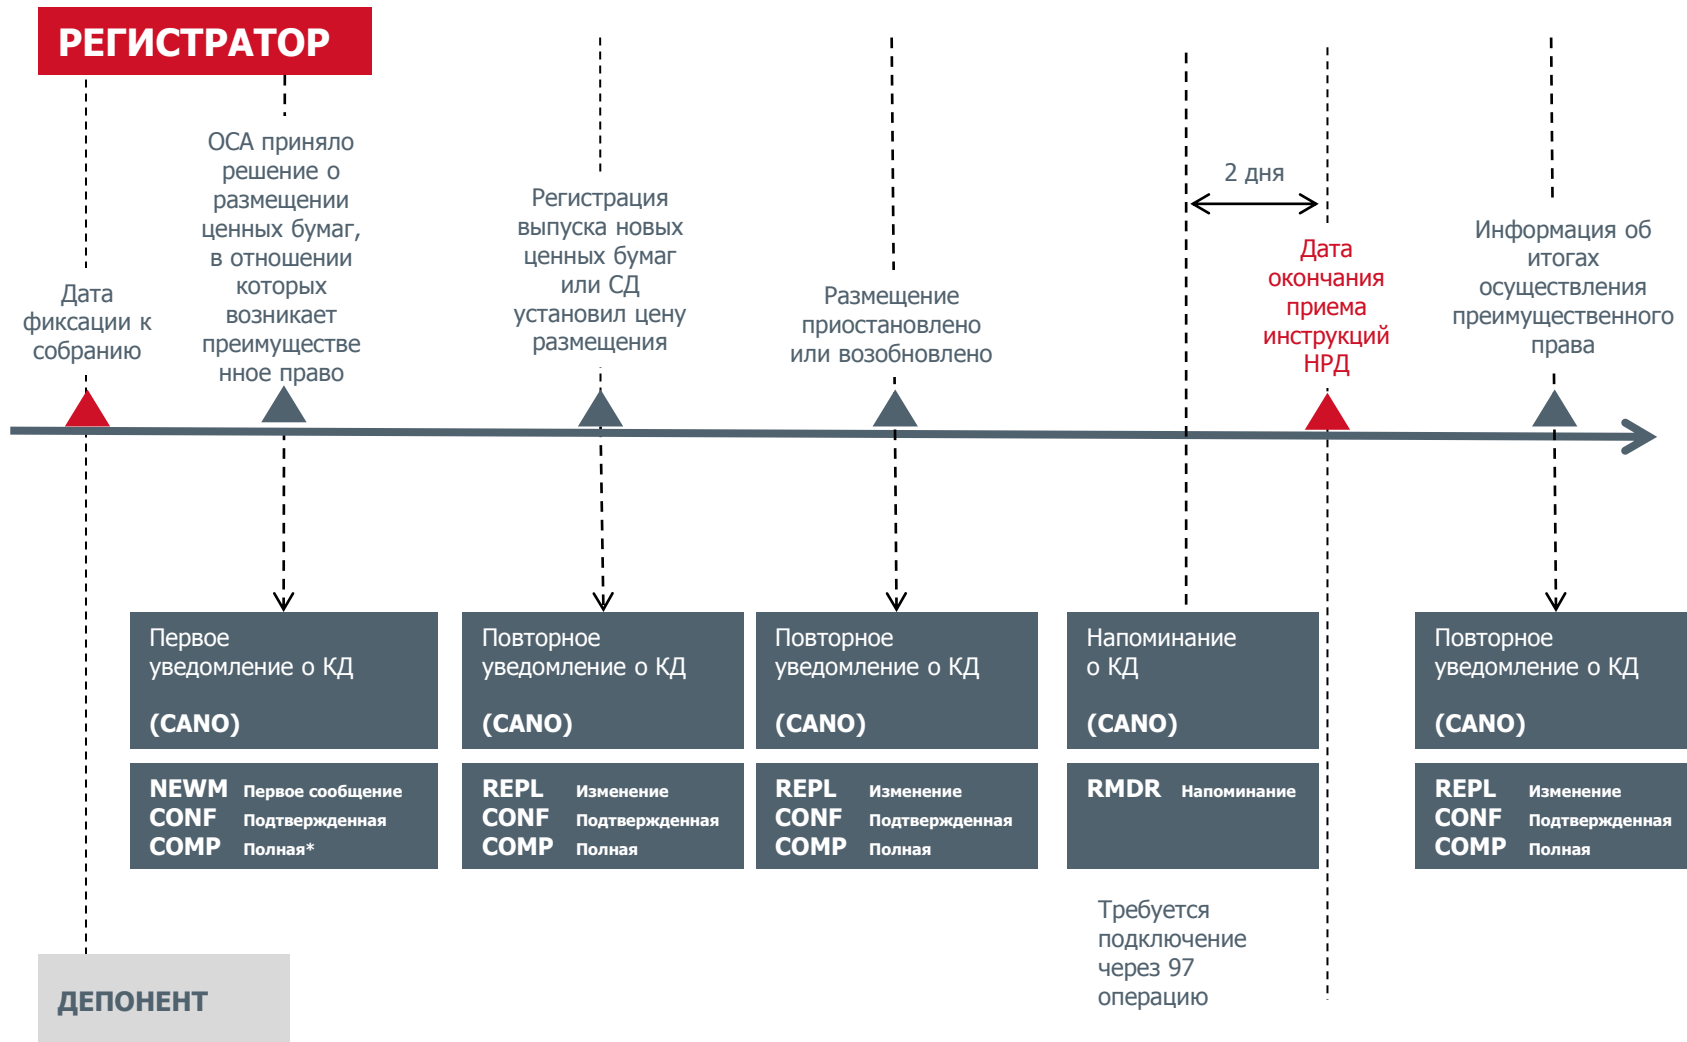 РЕГИСТРАТОР
Дата
фиксации к
собранию
ОСА приняло
решение о
размещении
ценных бумаг,
в отношении
которых
возникает
преимуществе
нное право
Регистрация
выпуска новых
ценных бумаг
или СД
установил цену
размещения
Размещение
приостановлено
или возобновлено
2 дня
Дата
окончания
приема
инструкций
НРД
Информация об
итогах
осуществления
преимущественного
права
Первое
уведомление о КД
(CANO)
NEWM Первое сообщение
CONF Подтвержденная
COMP Полная*
Повторное
уведомление о КД
(CANO)
REPL Изменение
CONF Подтвержденная
COMP Полная
Повторное
уведомление о КД
(CANO)
REPL Изменение
CONF Подтвержденная
COMP Полная
Напоминание
о КД
(CANO)
RMDR Напоминание
Требуется
подключение
через 97
операцию
Повторное
уведомление о КД
(CANO)
REPL Изменение
CONF Подтвержденная
COMP Полная
ДЕПОНЕНТ